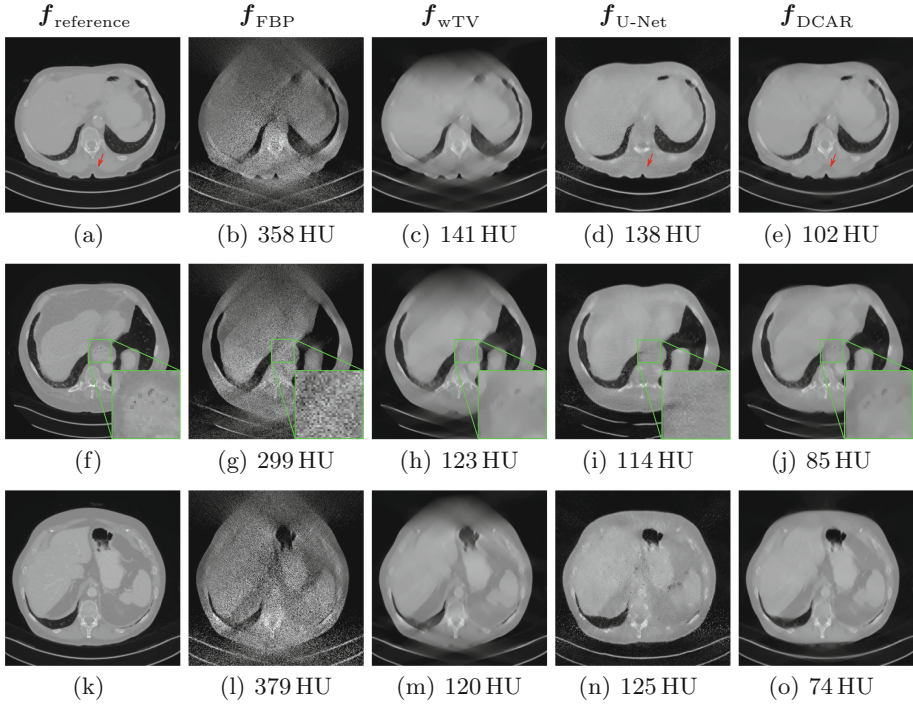 f_reference f_FBP f_wTV f_U-Net f_DCAR
(a) (b) 358 HU (c) 141 HU (d) 138 HU (e) 102 HU
(f) (g) 299 HU (h) 123 HU (i) 114 HU (j) 85 HU
(k) (l) 379 HU (m) 120 HU (n) 125 HU (o) 74 HU